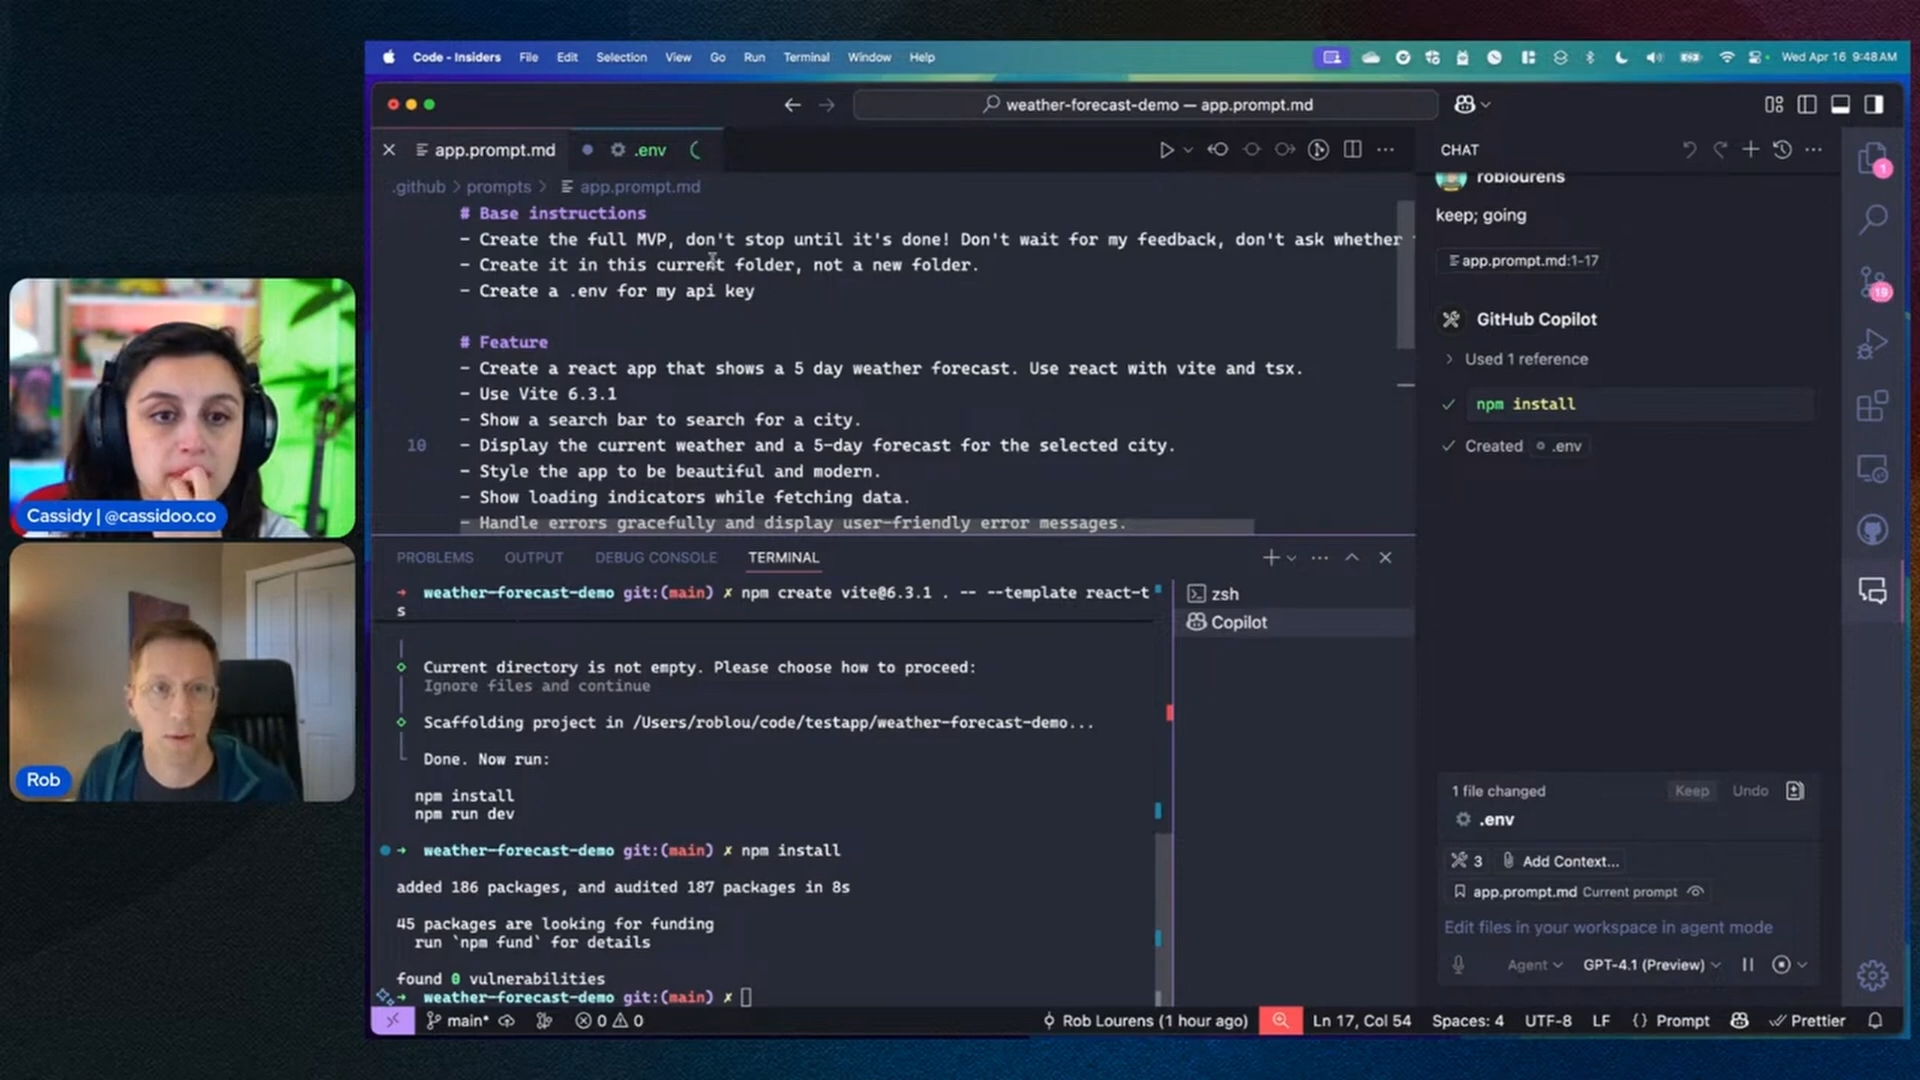 Code - Insiders File Edit Selection View Go Run Terminal Window Help Wed Apr 16 9:48 AM
weather-forecast-demo — app.prompt.md
app.prompt.md .env
.github > prompts > app.prompt.md
# Base instructions
- Create the full MVP, don't stop until it's done! Don't wait for my feedback, don't ask whether
- Create it in this current folder, not a new folder.
- Create a .env for my api key
# Feature
- Create a react app that shows a 5 day weather forecast. Use react with vite and tsx.
- Use Vite 6.3.1
- Show a search bar to search for a city.
10 - Display the current weather and a 5-day forecast for the selected city.
- Style the app to be beautiful and modern.
- Show loading indicators while fetching data.
- Handle errors gracefully and display user-friendly error messages.
PROBLEMS OUTPUT DEBUG CONSOLE TERMINAL
→ weather-forecast-demo git:(main) ✗ npm create vite@6.3.1 . -- --template react-t
s
Current directory is not empty. Please choose how to proceed:
Ignore files and continue
Scaffolding project in /Users/roblou/code/testapp/weather-forecast-demo...
Done. Now run:
npm install
npm run dev
→ weather-forecast-demo git:(main) ✗ npm install
added 186 packages, and audited 187 packages in 8s
45 packages are looking for funding
run `npm fund` for details
found 0 vulnerabilities
→ weather-forecast-demo git:(main) ✗
zsh
Copilot
CHAT
roblourens
keep; going
app.prompt.md:1-17
GitHub Copilot
Used 1 reference
npm install
Created .env
1 file changed Keep Undo
.env
3 Add Context...
app.prompt.md Current prompt
Edit files in your workspace in agent mode
Agent GPT-4.1 (Preview)
1
19
main* 0 0 Rob Lourens (1 hour ago) Ln 17, Col 54 Spaces: 4 UTF-8 LF {} Prompt Prettier
Cassidy | @cassidoo.co
Rob